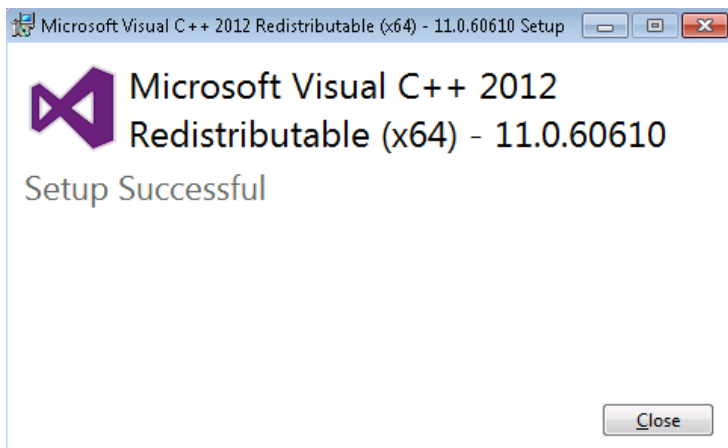 Microsoft Visual C++ 2012 Redistributable (x64) - 11.0.60610 Setup
Microsoft Visual C++ 2012
Redistributable (x64) - 11.0.60610
Setup Successful
Close